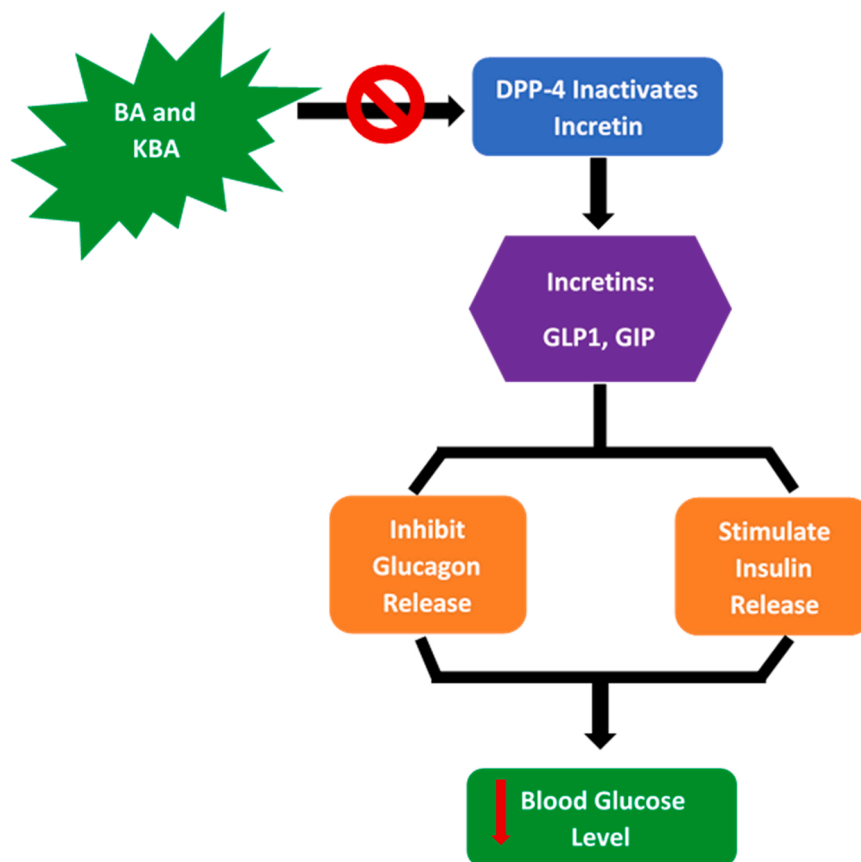 BA and
KBA
DPP-4 Inactivates
Incretin
Incretins:
GLP1, GIP
Inhibit
Glucagon
Release
Stimulate
Insulin
Release
Blood Glucose
Level